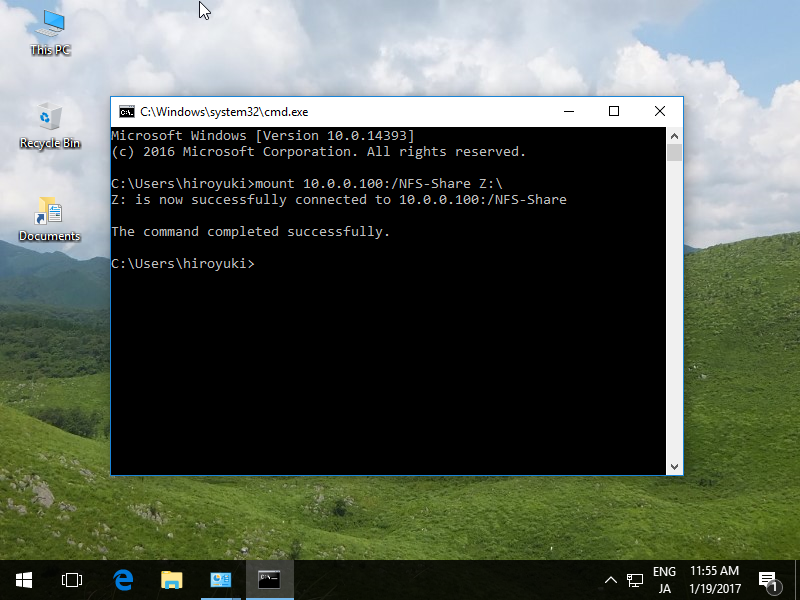 This PC
Recycle Bin
Documents
C:\Windows\system32\cmd.exe
Microsoft Windows [Version 10.0.14393]
(c) 2016 Microsoft Corporation. All rights reserved.
C:\Users\hiroyuki>mount 10.0.0.100:/NFS-Share Z:\
Z: is now successfully connected to 10.0.0.100:/NFS-Share
The command completed successfully.
C:\Users\hiroyuki>
ENG
JA
11:55 AM
1/19/2017
1